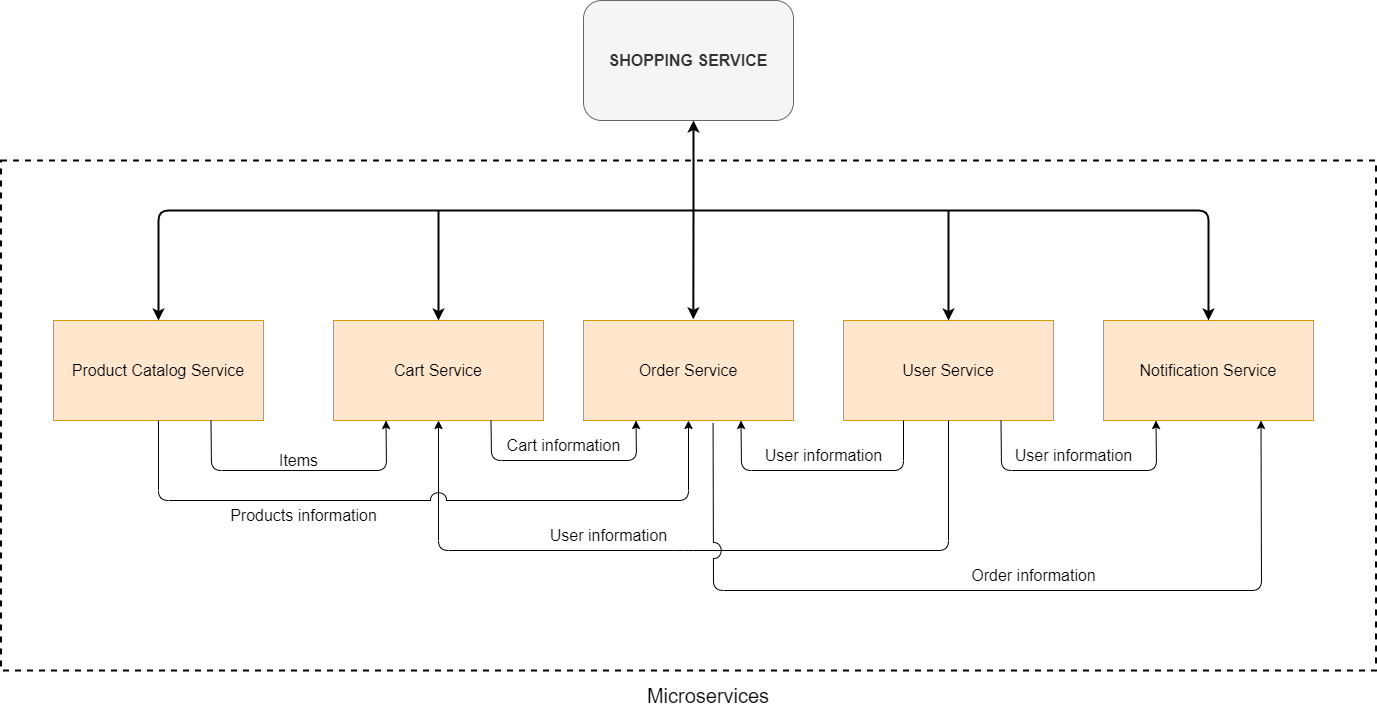 SHOPPING SERVICE
Product Catalog Service
Cart Service
Order Service
User Service
Notification Service
Cart information
User information
User information
Items
Products information
User information
Order information
Microservices